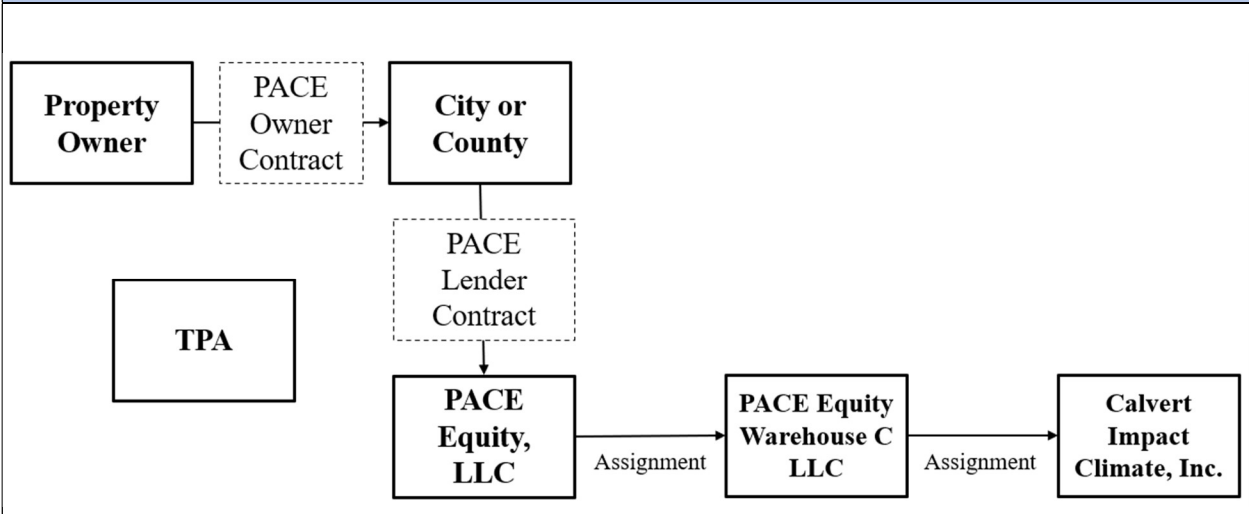 Property
Owner
PACE
Owner
Contract
City or
County
PACE
Lender
Contract
TPA
PACE
Equity,
LLC
Assignment
PACE Equity
Warehouse C
LLC
Assignment
Calvert
Impact
Climate, Inc.